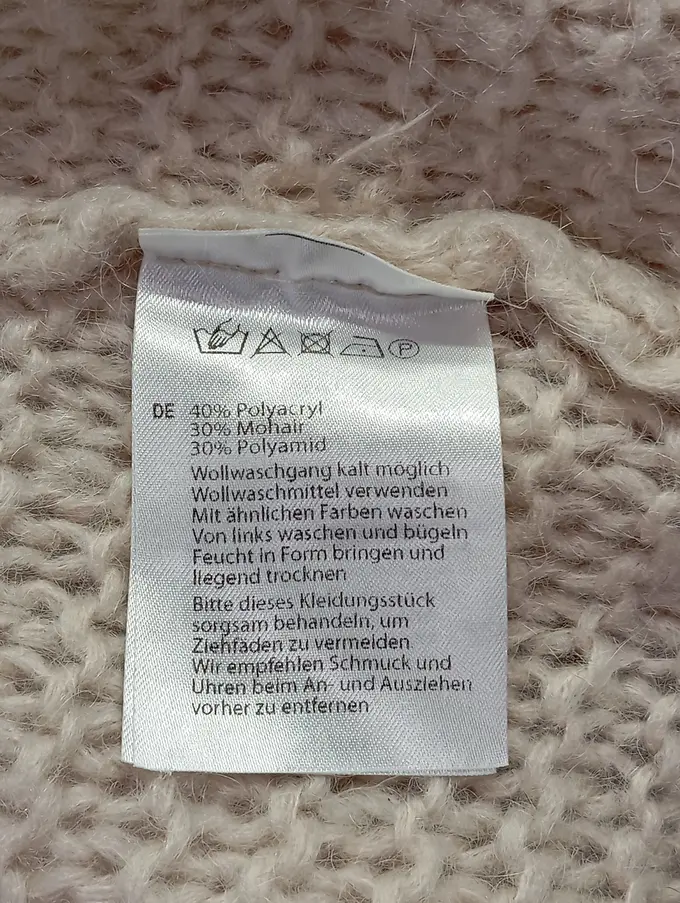 P
DE 40% Polyacryl
30% Mohair
30% Polyamid
Wollwaschgang kalt möglich
Wollwaschmittel verwenden
Mit ähnlichen Farben waschen
Von links waschen und bügeln
Feucht in Form bringen und
liegend trocknen
Bitte dieses Kleidungsstück
sorgsam behandeln, um
Ziehfäden zu vermeiden
Wir empfehlen Schmuck und
Uhren beim An- und Ausziehen
vorher zu entfernen